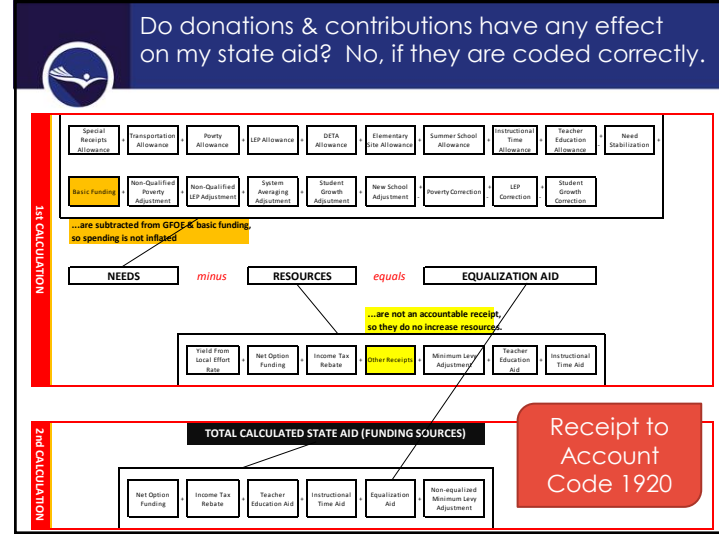 Do donations & contributions have any effect
on my state aid? No, if they are coded correctly.
1st CALCULATION
Special
Receipts
Allowance
+
Transportation
Allowance
+
Povrty
Allowance
+
LEP Allowance
+
DETA
Allowance
+
Elementary
Site Allowance
+
Summer School
Allowance
+
Instructional
Time
Allowance
+
Teacher
Education
Allowance
+
-
Need
Stabilization
+
Basic Funding
+
Non-Qualified
Poverty
Adjsutment
+
Non-Qualified
LEP Adjustment
+
System
Averaging
Adjsutment
+
Student
Growth
Adjustment
+
New School
Adjustment
+
-
Poverty Correction
+
-
LEP
Correction
+
-
Student
Growth
Correction
...are subtracted from GFOE & basic funding,
so spending is not inflated
NEEDS minus RESOURCES equals EQUALIZATION AID
...are not an accountable receipt,
so they do no increase resources.
Yield From
Local Effort
Rate
+
Net Option
Funding
+
Income Tax
Rebate
+
Other Receipts
+
Minimum Levy
Adjustment
+
Teacher
Education
Aid
+
Instructional
Time Aid
2nd CALCULATION
TOTAL CALCULATED STATE AID (FUNDING SOURCES)
Net Option
Funding
+
Income Tax
Rebate
+
Teacher
Education Aid
+
Instructional
Time Aid
+
Equalization
Aid
+
Non-equalized
Minimum Levy
Adjustment
Receipt to
Account
Code 1920